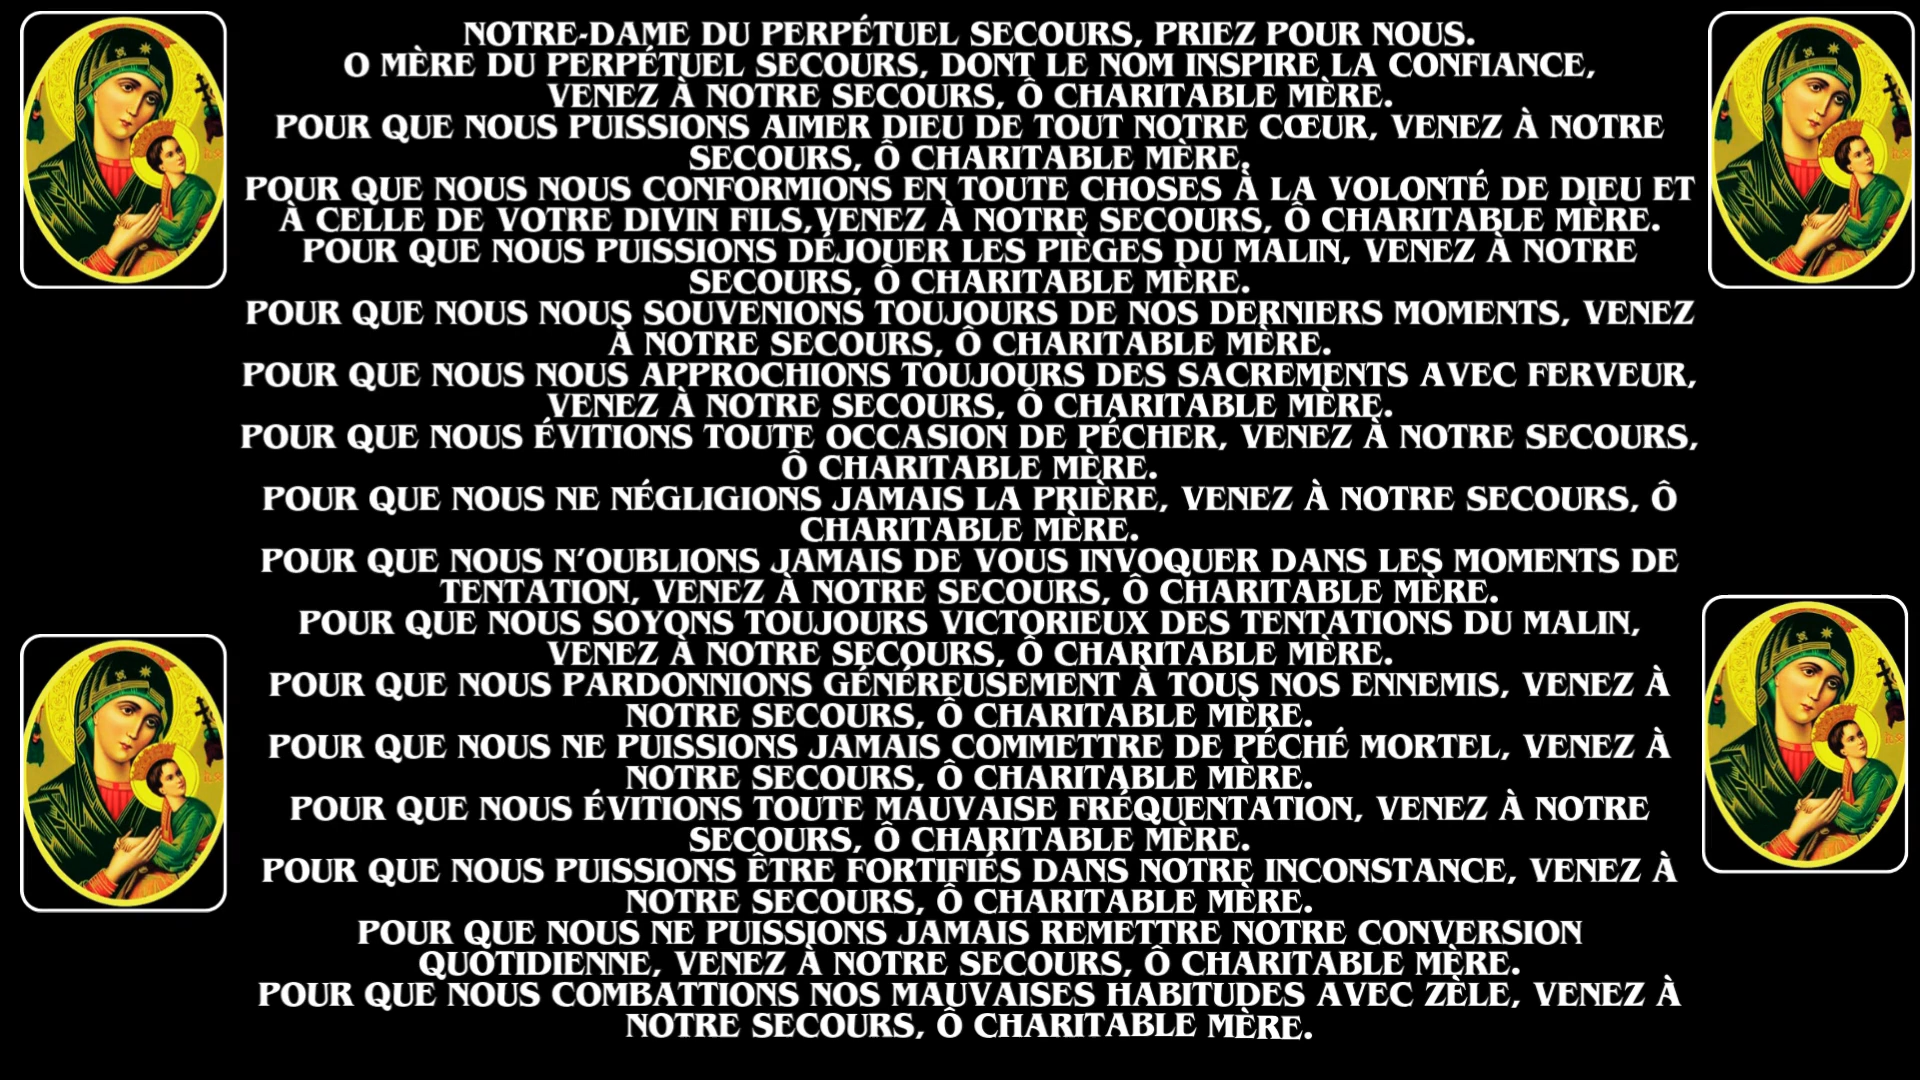 NOTRE-DAME DU PERPÉTUEL SECOURS, PRIEZ POUR NOUS.
O MÈRE DU PERPÉTUEL SECOURS, DONT LE NOM INSPIRE LA CONFIANCE,
VENEZ À NOTRE SECOURS, Ô CHARITABLE MÈRE.
POUR QUE NOUS PUISSIONS AIMER DIEU DE TOUT NOTRE CŒUR, VENEZ À NOTRE
SECOURS, Ô CHARITABLE MÈRE.
POUR QUE NOUS NOUS CONFORMIONS EN TOUTE CHOSES À LA VOLONTÉ DE DIEU ET
À CELLE DE VOTRE DIVIN FILS,VENEZ À NOTRE SECOURS, Ô CHARITABLE MÈRE.
POUR QUE NOUS PUISSIONS DÉJOUER LES PIÈGES DU MALIN, VENEZ À NOTRE
SECOURS, Ô CHARITABLE MÈRE.
POUR QUE NOUS NOUS SOUVENIONS TOUJOURS DE NOS DERNIERS MOMENTS, VENEZ
À NOTRE SECOURS, Ô CHARITABLE MÈRE.
POUR QUE NOUS NOUS APPROCHIONS TOUJOURS DES SACREMENTS AVEC FERVEUR,
VENEZ À NOTRE SECOURS, Ô CHARITABLE MÈRE.
POUR QUE NOUS ÉVITIONS TOUTE OCCASION DE PÉCHER, VENEZ À NOTRE SECOURS,
Ô CHARITABLE MÈRE.
POUR QUE NOUS NE NÉGLIGIONS JAMAIS LA PRIÈRE, VENEZ À NOTRE SECOURS, Ô
CHARITABLE MÈRE.
POUR QUE NOUS N’OUBLIONS JAMAIS DE VOUS INVOQUER DANS LES MOMENTS DE
TENTATION, VENEZ À NOTRE SECOURS, Ô CHARITABLE MÈRE.
POUR QUE NOUS SOYONS TOUJOURS VICTORIEUX DES TENTATIONS DU MALIN,
VENEZ À NOTRE SECOURS, Ô CHARITABLE MÈRE.
POUR QUE NOUS PARDONNIONS GÉNÉREUSEMENT À TOUS NOS ENNEMIS, VENEZ À
NOTRE SECOURS, Ô CHARITABLE MÈRE.
POUR QUE NOUS NE PUISSIONS JAMAIS COMMETTRE DE PÉCHÉ MORTEL, VENEZ À
NOTRE SECOURS, Ô CHARITABLE MÈRE.
POUR QUE NOUS ÉVITIONS TOUTE MAUVAISE FRÉQUENTATION, VENEZ À NOTRE
SECOURS, Ô CHARITABLE MÈRE.
POUR QUE NOUS PUISSIONS ÊTRE FORTIFIÉS DANS NOTRE INCONSTANCE, VENEZ À
NOTRE SECOURS, Ô CHARITABLE MÈRE.
POUR QUE NOUS NE PUISSIONS JAMAIS REMETTRE NOTRE CONVERSION
QUOTIDIENNE, VENEZ À NOTRE SECOURS, Ô CHARITABLE MÈRE.
POUR QUE NOUS COMBATTIONS NOS MAUVAISES HABITUDES AVEC ZÈLE, VENEZ À
NOTRE SECOURS, Ô CHARITABLE MÈRE.